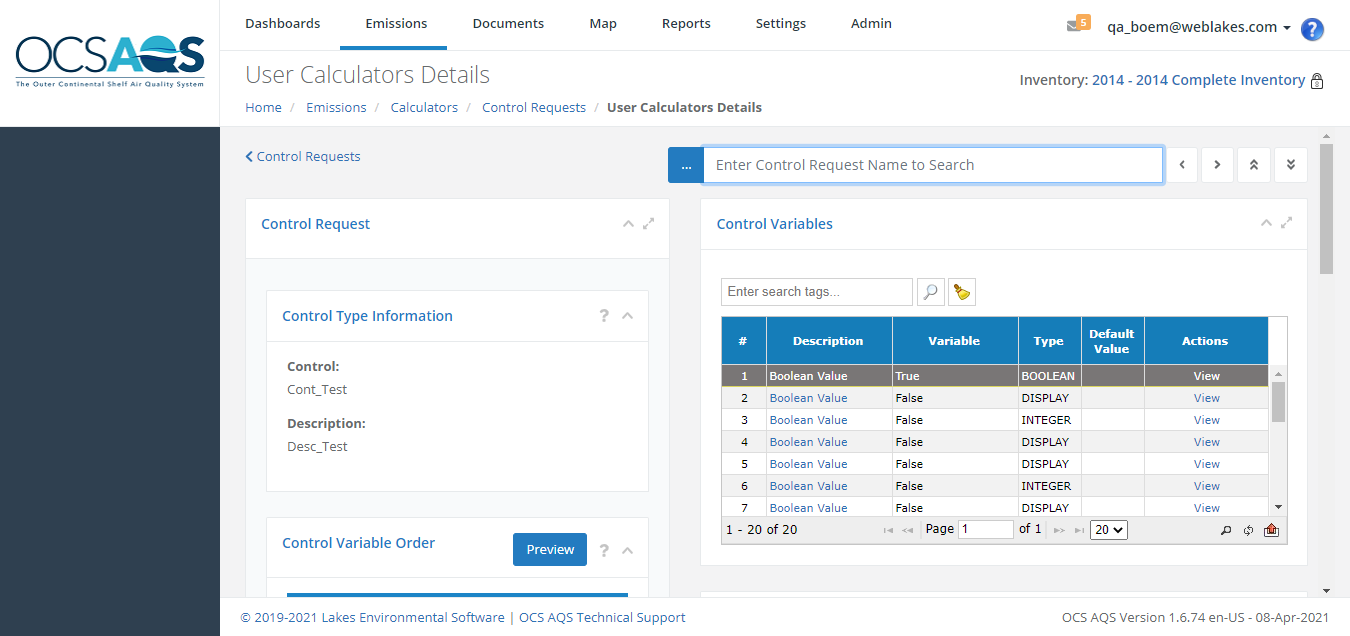 OCSAQS
The Outer Continental Shelf Air Quality System
Dashboards Emissions Documents Map Reports Settings Admin
5 qa_boem@weblakes.com ?
User Calculators Details
Inventory: 2014 - 2014 Complete Inventory
Home / Emissions / Calculators / Control Requests / User Calculators Details
Control Requests
... Enter Control Request Name to Search
Control Request
Control Type Information ?
Control:
Cont_Test
Description:
Desc_Test
Control Variable Order Preview ?
Control Variables
Enter search tags...
# Description Variable Type Default Value Actions
1 Boolean Value True BOOLEAN View
2 Boolean Value False DISPLAY View
3 Boolean Value False INTEGER View
4 Boolean Value False DISPLAY View
5 Boolean Value False DISPLAY View
6 Boolean Value False INTEGER View
7 Boolean Value False DISPLAY View
1 - 20 of 20 Page 1 of 1 20
© 2019-2021 Lakes Environmental Software | OCS AQS Technical Support
OCS AQS Version 1.6.74 en-US - 08-Apr-2021